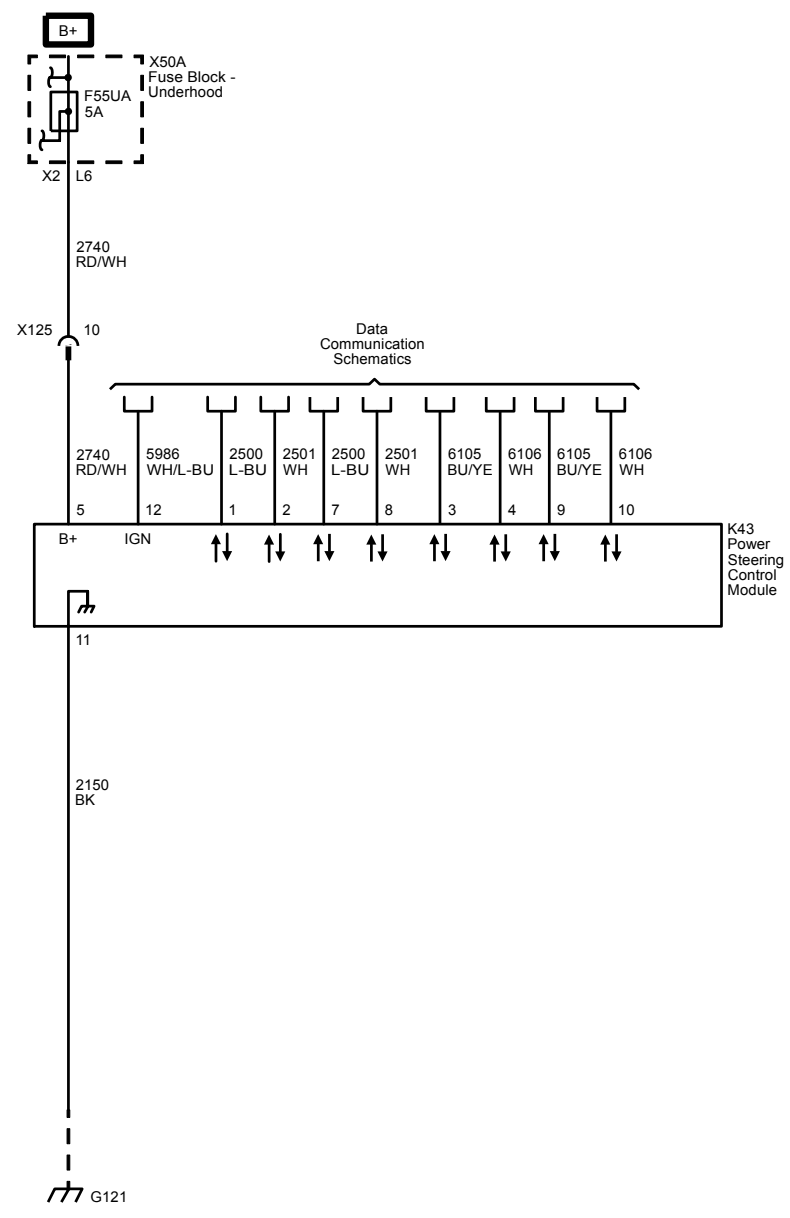 B+
X50A
Fuse Block -
Underhood
F55UA
5A
X2 L6
2740
RD/WH
X125 10
Data
Communication
Schematics
2740 5986 2500 2501 2500 2501 6105 6106 6105 6106
RD/WH WH/L-BU L-BU WH L-BU WH BU/YE WH BU/YE WH
5 12 1 2 7 8 3 4 9 10
B+ IGN
K43
Power
Steering
Control
Module
11
2150
BK
G121